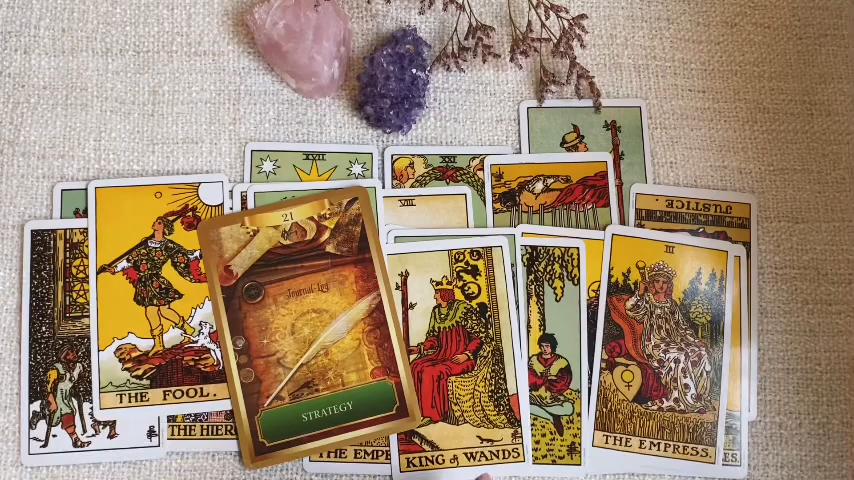 XVII
XXI
JUSTICE
VIII
21
III
Journal-Log
THE FOOL.
STRATEGY
THE HIER
THE EMPE
KING of WANDS
THE EMPRESS.
ES.